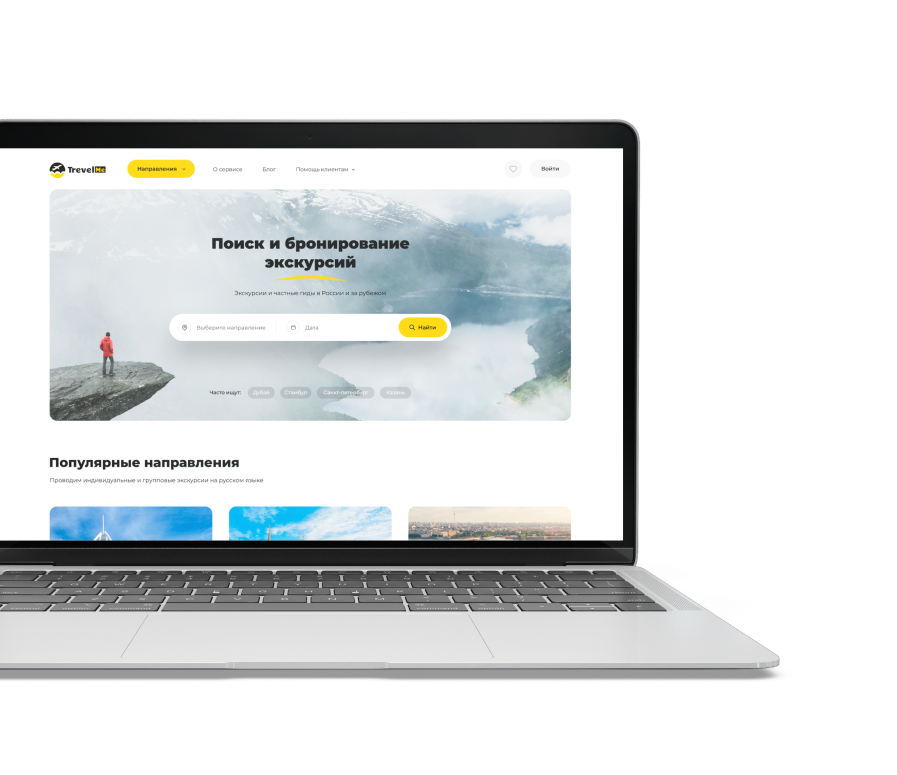 TrevelMe
Направления
О сервисе
Блог
Помощь клиентам
Войти
Поиск и бронирование
экскурсий
Экскурсии и частные гиды в России и за рубежом
Выберите направление
Дата
Найти
Часто ищут:
Дубай
Стамбул
Санкт-петербург
Казань
Популярные направления
Проводим индивидуальные и групповые экскурсии на русском языке